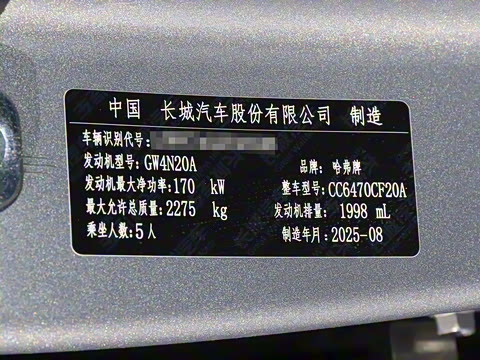 中国 长城汽车股份有限公司 制造
车辆识别代号:
发动机型号: GW4N20A 品牌: 哈弗牌
发动机最大净功率: 170 kW 整车型号: CC6470CF20A
最大允许总质量: 2275 kg 发动机排量: 1998 mL
乘坐人数: 5人 制造年月: 2025-08